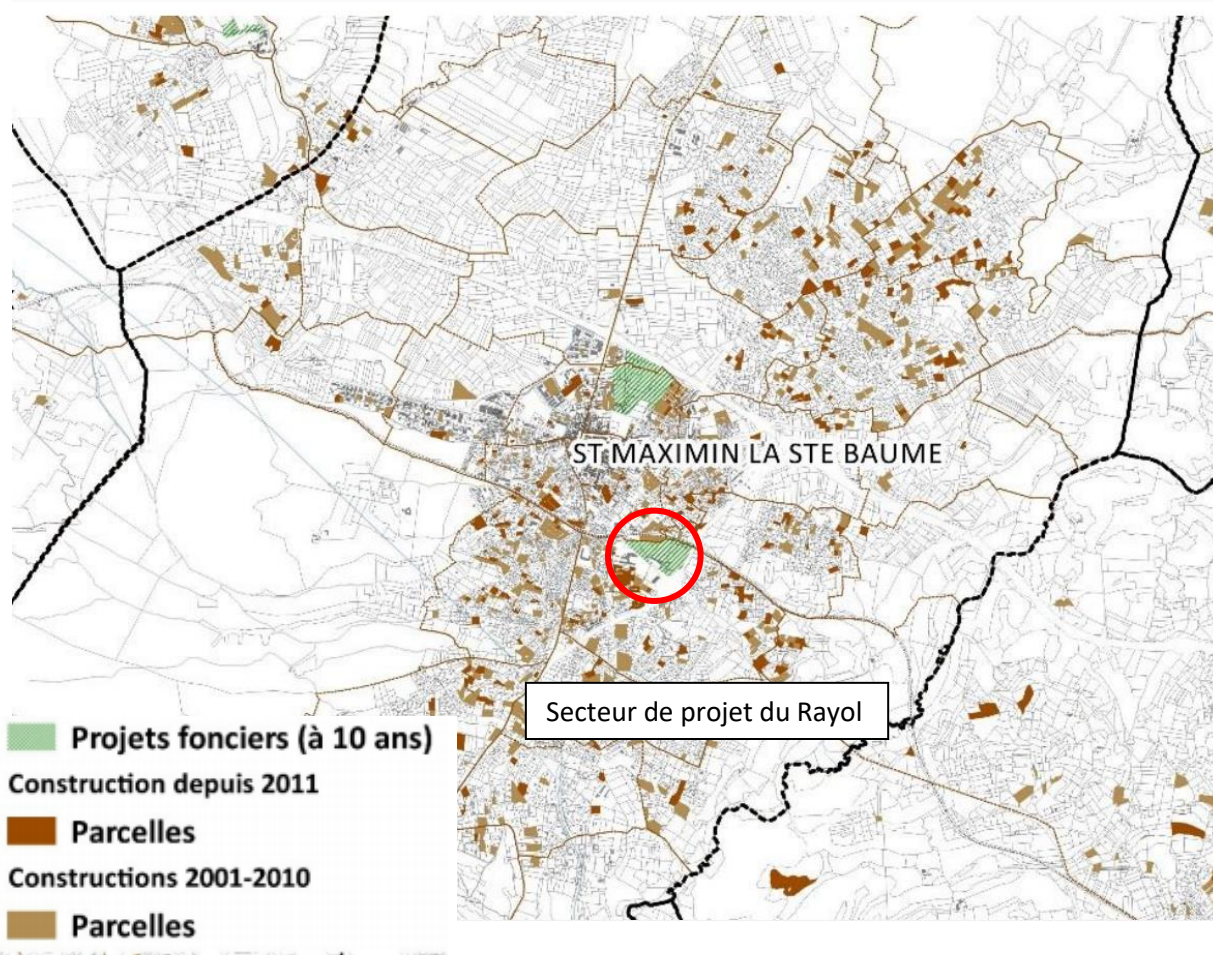 ST MAXIMIN LA STE BAUME
Secteur de projet du Rayol
Projets fonciers (à 10 ans)
Construction depuis 2011
Parcelles
Constructions 2001-2010
Parcelles